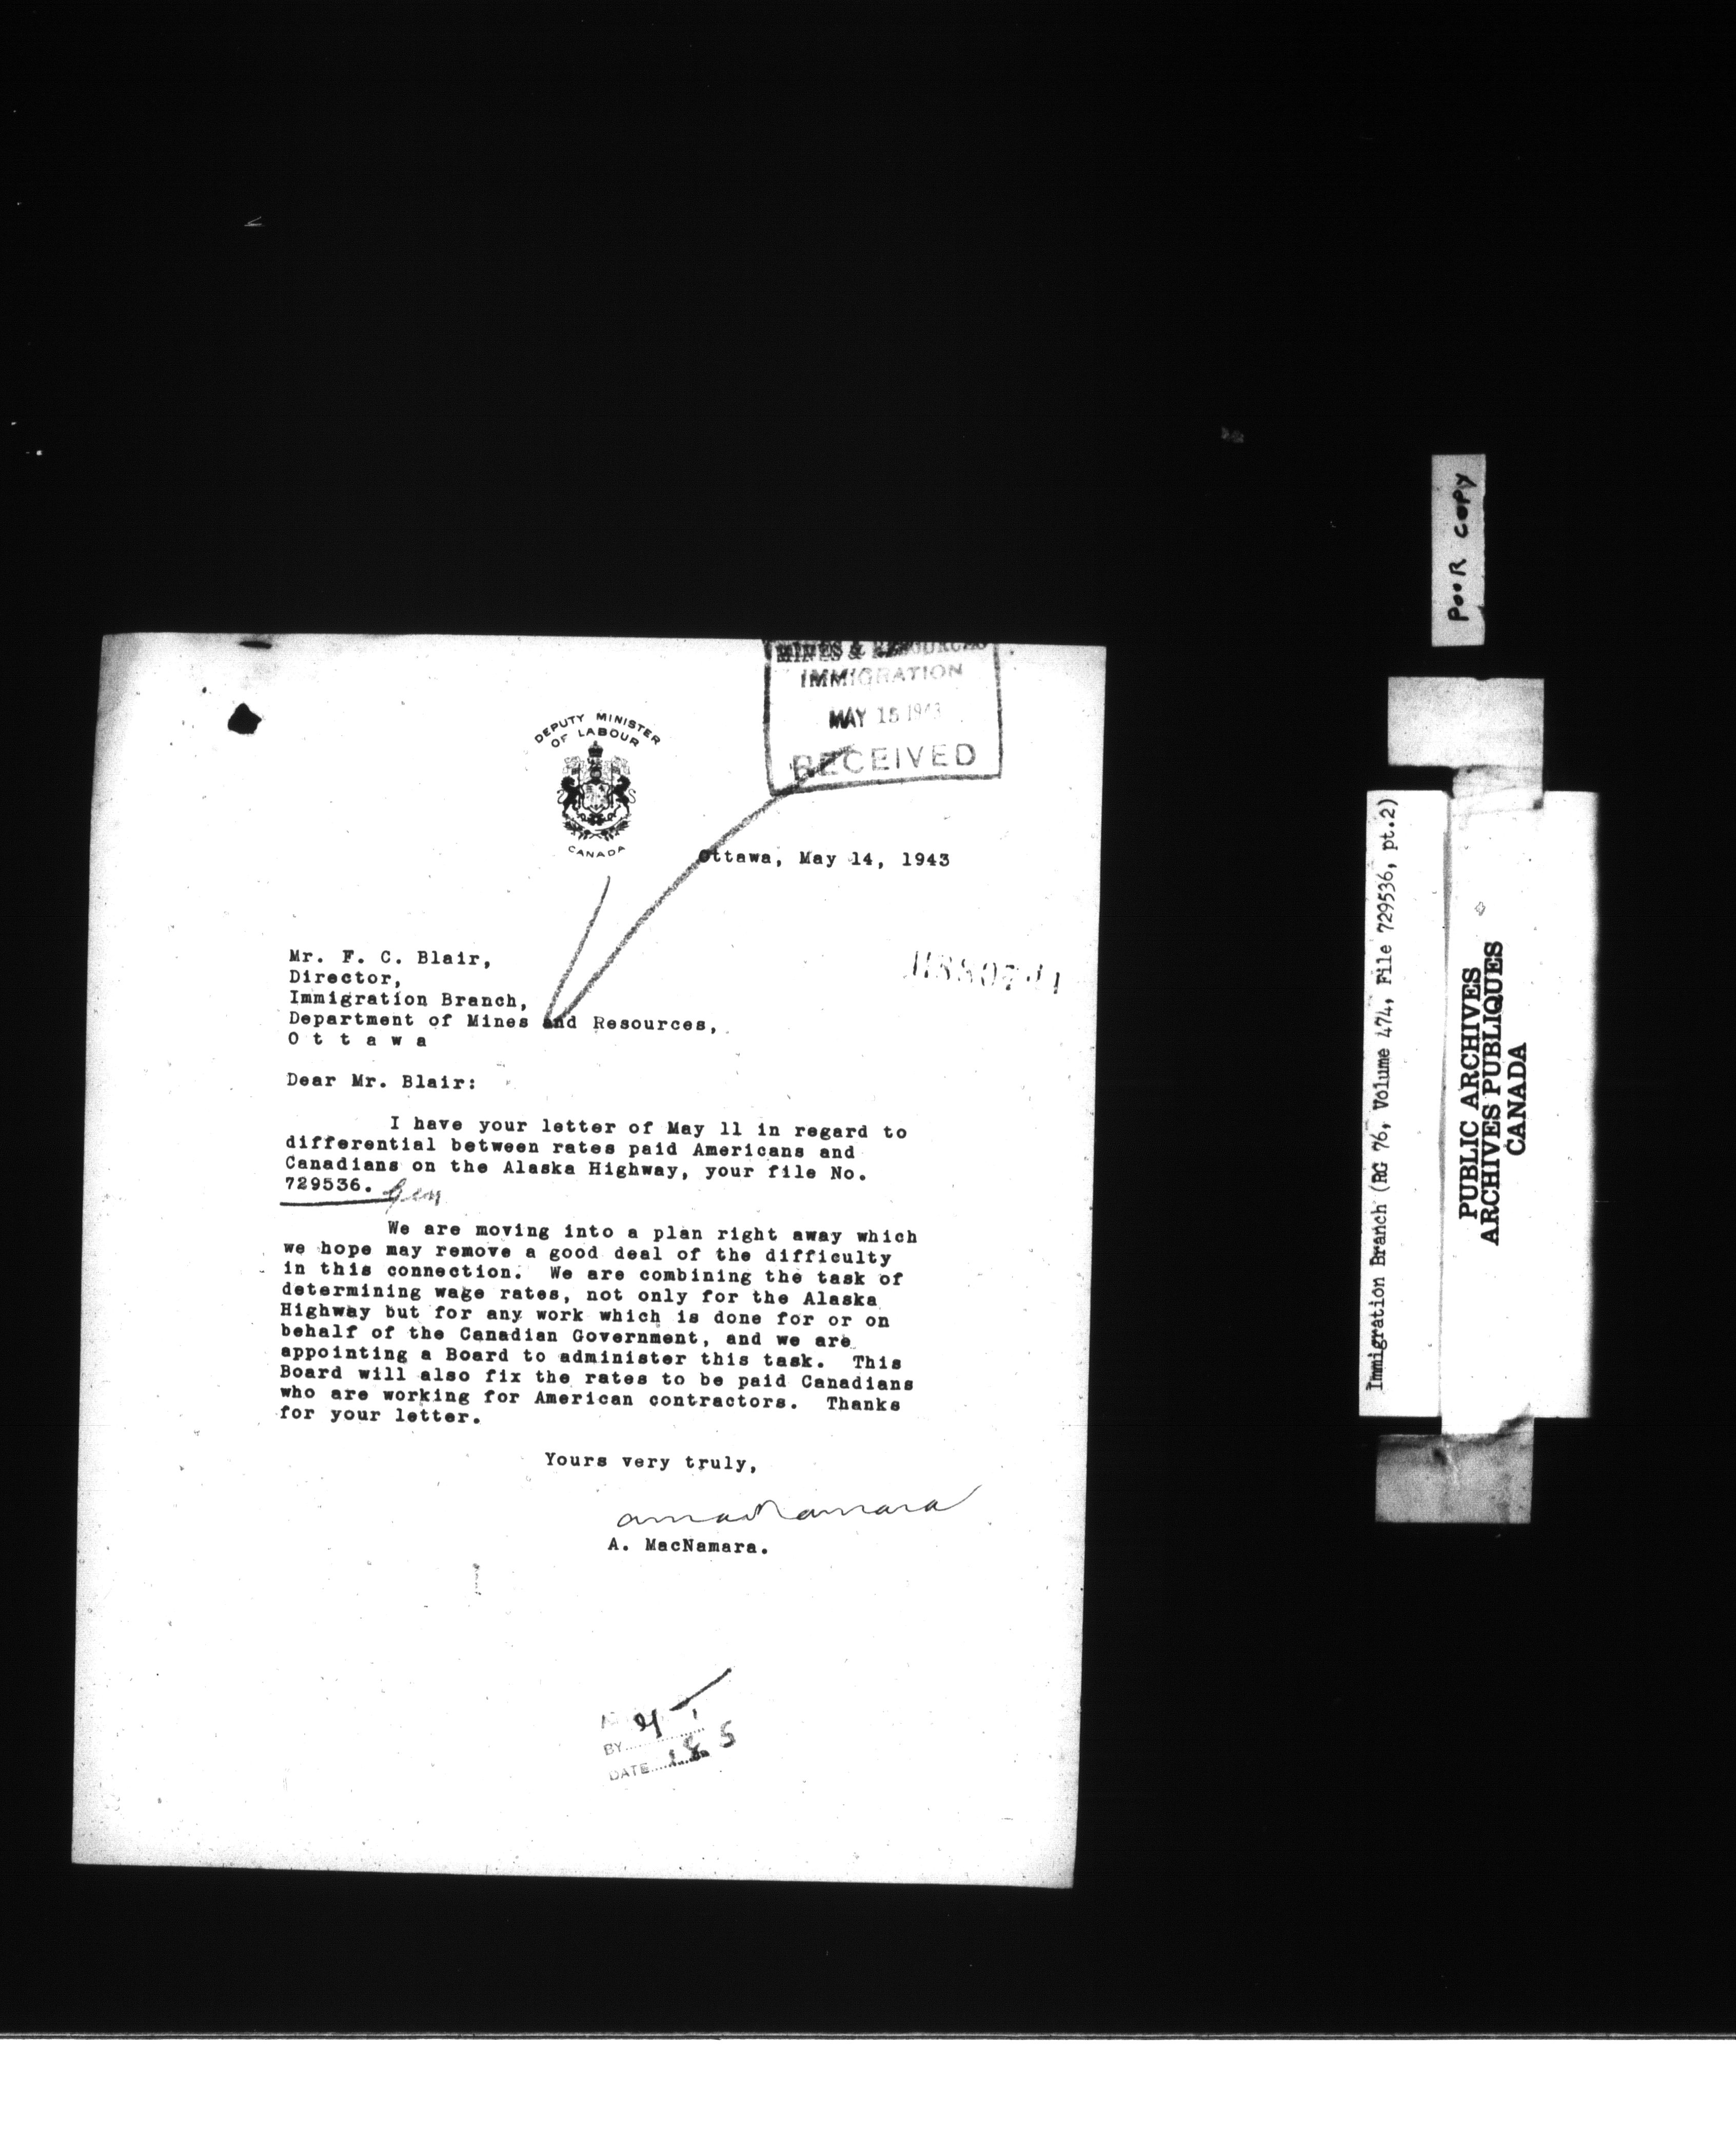 MINES & RESOURCES
IMMIGRATION
MAY 15 1943
RECEIVED
DEPUTY MINISTER
OF LABOUR
CANADA
Ottawa, May 14, 1943
Mr. F. C. Blair,
Director,
Immigration Branch,
Department of Mines and Resources,
O t t a w a
Dear Mr. Blair:
I have your letter of May 11 in regard to
differential between rates paid Americans and
Canadians on the Alaska Highway, your file No.
729536. Gen
We are moving into a plan right away which
we hope may remove a good deal of the difficulty
in this connection. We are combining the task of
determining wage rates, not only for the Alaska
Highway but for any work which is done for or on
behalf of the Canadian Government, and we are
appointing a Board to administer this task. This
Board will also fix the rates to be paid Canadians
who are working for American contractors. Thanks
for your letter.
Yours very truly,
A. MacNamara.
BY
DATE
POOR COPY
Immigration Branch (RG 76, Volume 474, File 729536, pt.2)
PUBLIC ARCHIVES
ARCHIVES PUBLIQUES
CANADA